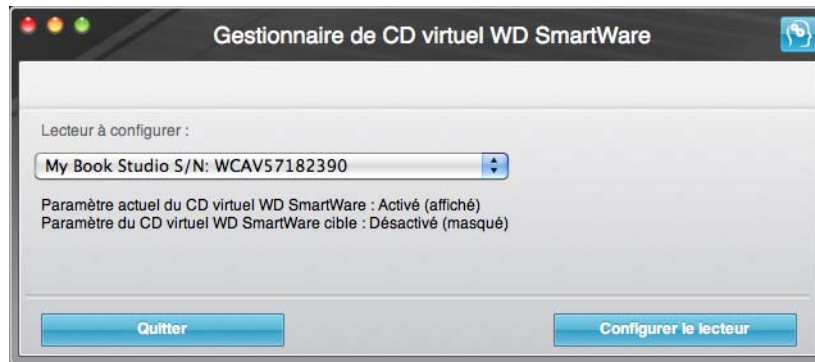 Gestionnaire de CD virtuel WD SmartWare
Lecteur à configurer :
My Book Studio S/N: WCAV57182390
Paramètre actuel du CD virtuel WD SmartWare : Activé (affiché)
Paramètre du CD virtuel WD SmartWare cible : Désactivé (masqué)
Quitter
Configurer le lecteur